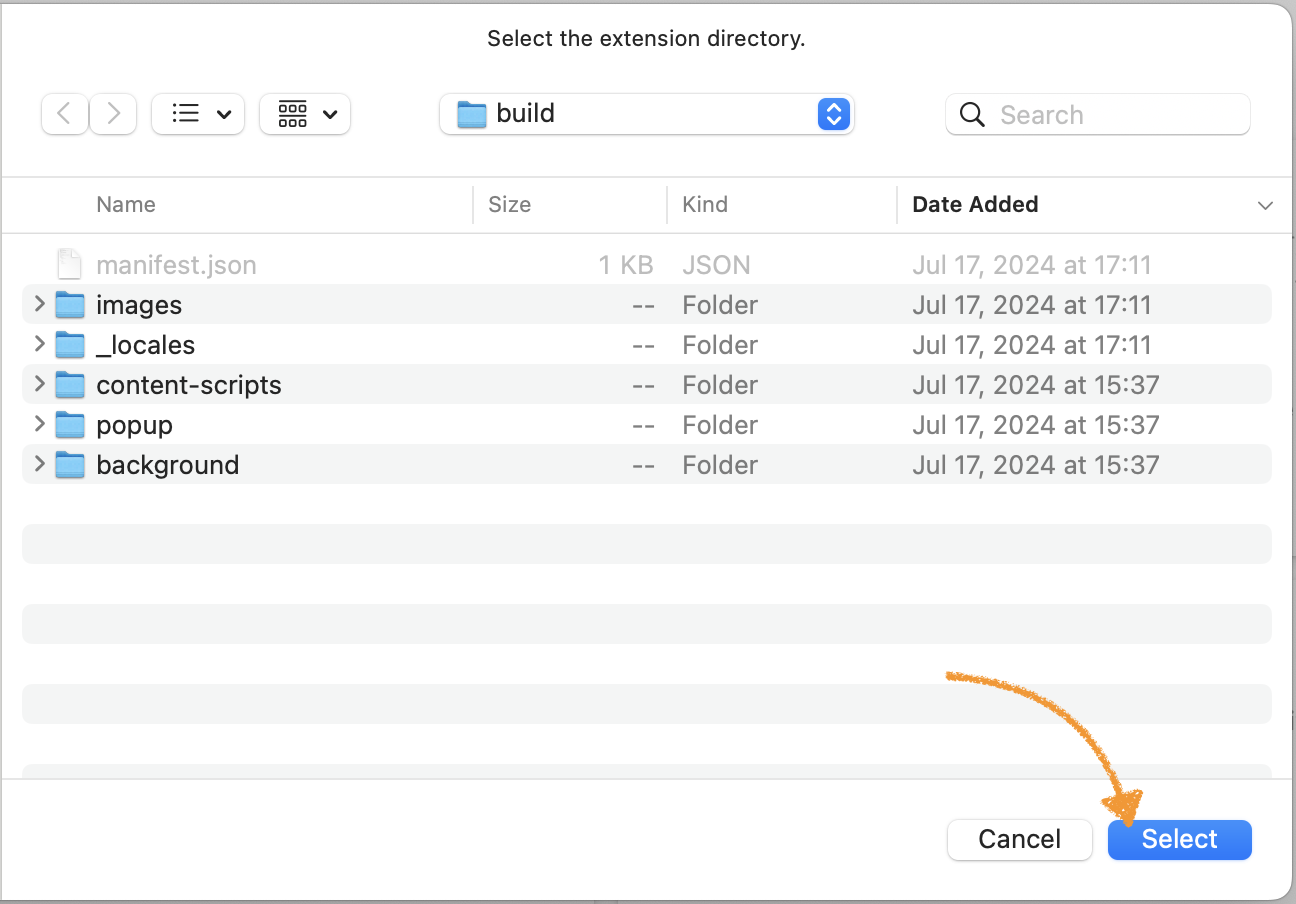 Select the extension directory.
build
Search
Name Size Kind Date Added
manifest.json 1 KB JSON Jul 17, 2024 at 17:11
images -- Folder Jul 17, 2024 at 17:11
_locales -- Folder Jul 17, 2024 at 17:11
content-scripts -- Folder Jul 17, 2024 at 15:37
popup -- Folder Jul 17, 2024 at 15:37
background -- Folder Jul 17, 2024 at 15:37
Cancel Select